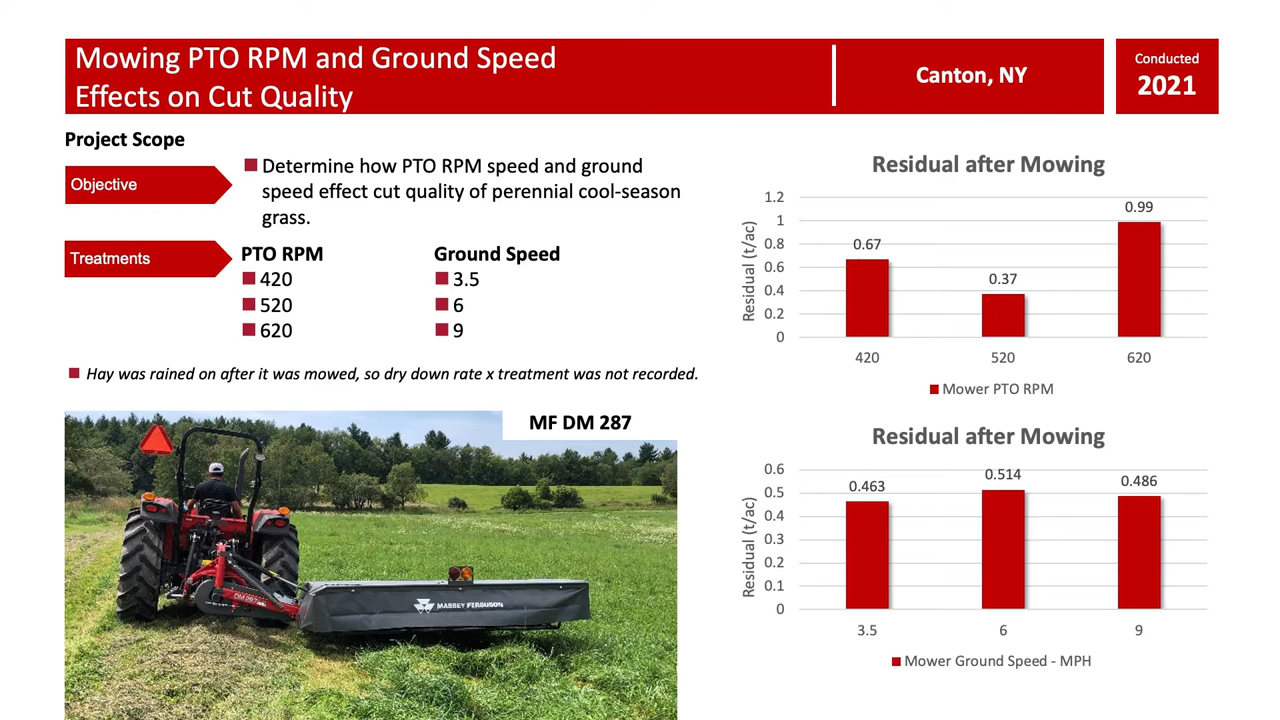 Mowing PTO RPM and Ground Speed
Effects on Cut Quality
Canton, NY
Conducted
2021
Project Scope
Objective
Determine how PTO RPM speed and ground
speed effect cut quality of perennial cool-season
grass.
Treatments
PTO RPM
420
520
620
Ground Speed
3.5
6
9
Hay was rained on after it was mowed, so dry down rate x treatment was not recorded.
MF DM 287
MASSEY FERGUSON
Residual after Mowing
Residual (t/ac)
1.2
1
0.8
0.6
0.4
0.2
0
0.67
0.37
0.99
420
520
620
Mower PTO RPM
Residual after Mowing
Residual (t/ac)
0.6
0.5
0.4
0.3
0.2
0.1
0
0.463
0.514
0.486
3.5
6
9
Mower Ground Speed - MPH